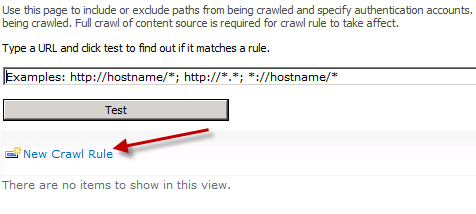 Use this page to include or exclude paths from being crawled and specify authentication accounts.
being crawled. Full crawl of content source is required for crawl rule to take affect.
Type a URL and click test to find out if it matches a rule.
Examples: http://hostname/*; http://*.*; *://hostname/*
Test
New Crawl Rule
There are no items to show in this view.